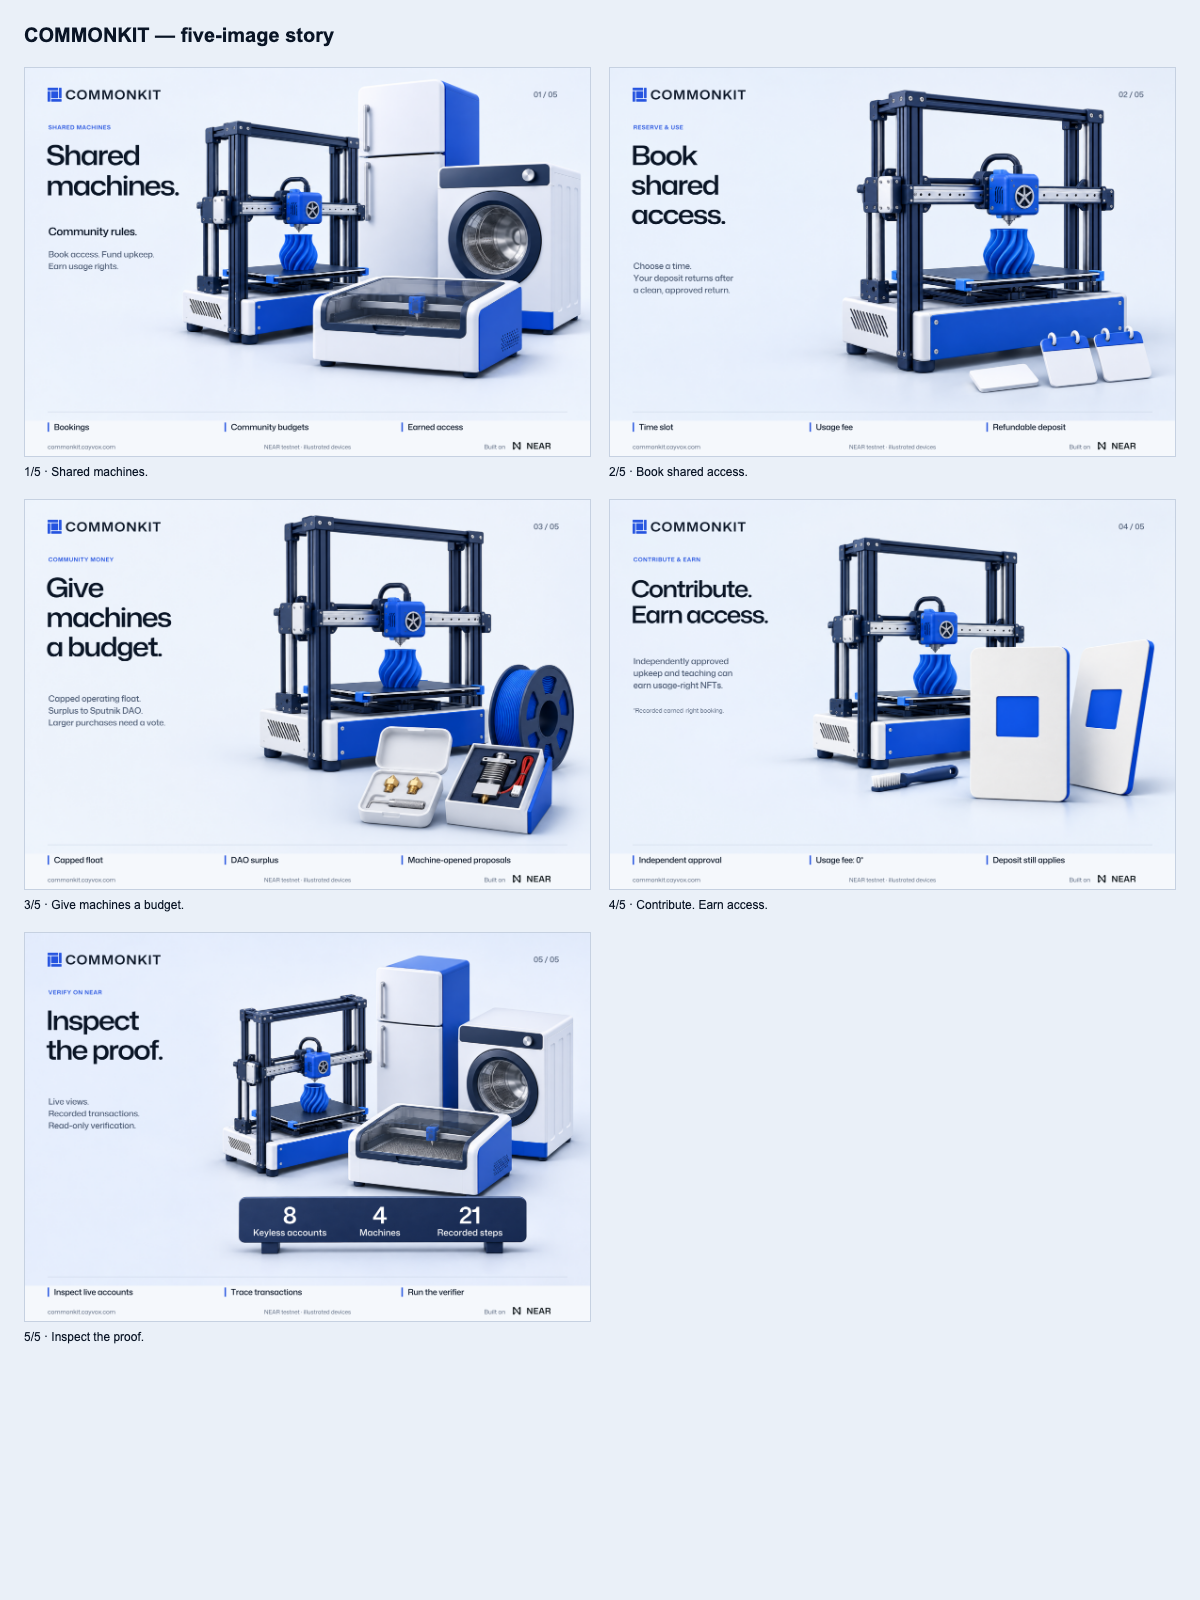 COMMONKIT — five-image story
COMMONKIT
01 / 05
SHARED MACHINES
Shared
machines.
Community rules.
Book access. Fund upkeep.
Earn usage rights.
Bookings
Community budgets
Earned access
commonkit.cayvox.com
NEAR testnet · illustrated devices
Built on NEAR
1/5 · Shared machines.
COMMONKIT
02 / 05
RESERVE & USE
Book
shared
access.
Choose a time.
Your deposit returns after
a clean, approved return.
Time slot
Usage fee
Refundable deposit
commonkit.cayvox.com
NEAR testnet · illustrated devices
Built on NEAR
2/5 · Book shared access.
COMMONKIT
03 / 05
COMMUNITY MONEY
Give
machines
a budget.
Capped operating float.
Surplus to Sputnik DAO.
Larger purchases need a vote.
Capped float
DAO surplus
Machine-opened proposals
commonkit.cayvox.com
NEAR testnet · illustrated devices
Built on NEAR
3/5 · Give machines a budget.
COMMONKIT
04 / 05
CONTRIBUTE & EARN
Contribute.
Earn access.
Independently approved
upkeep and teaching can
earn usage-right NFTs.
*Recorded earned-right booking.
Independent approval
Usage fee: 0*
Deposit still applies
commonkit.cayvox.com
NEAR testnet · illustrated devices
Built on NEAR
4/5 · Contribute. Earn access.
COMMONKIT
05 / 05
VERIFY ON NEAR
Inspect
the proof.
Live views.
Recorded transactions.
Read-only verification.
8
Keyless accounts
4
Machines
21
Recorded steps
Inspect live accounts
Trace transactions
Run the verifier
commonkit.cayvox.com
NEAR testnet · illustrated devices
Built on NEAR
5/5 · Inspect the proof.